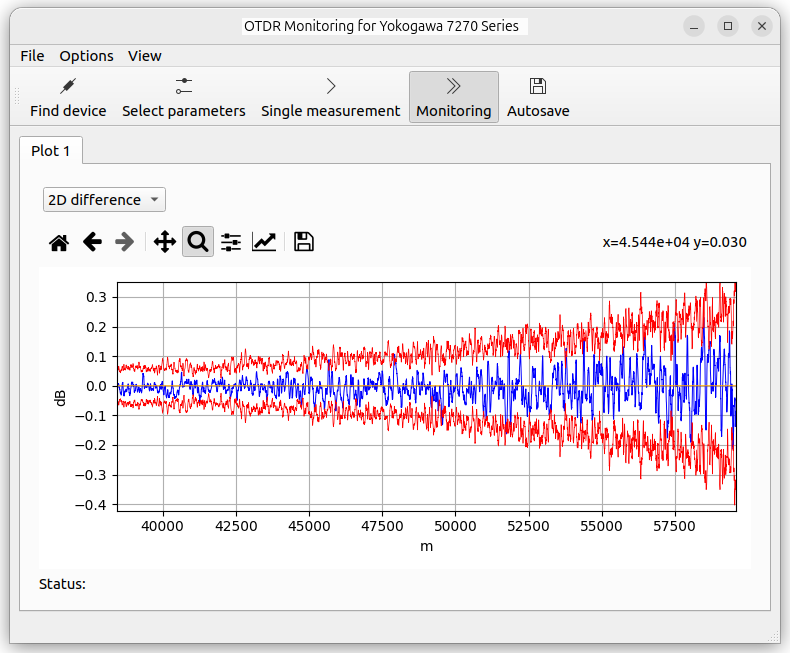 OTDR Monitoring for Yokogawa 7270 Series
File Options View
Find device Select parameters Single measurement Monitoring Autosave
Plot 1
2D difference
x=4.544e+04 y=0.030
0.3
0.2
0.1
0.0
−0.1
−0.2
−0.3
−0.4
dB
40000 42500 45000 47500 50000 52500 55000 57500
m
Status: